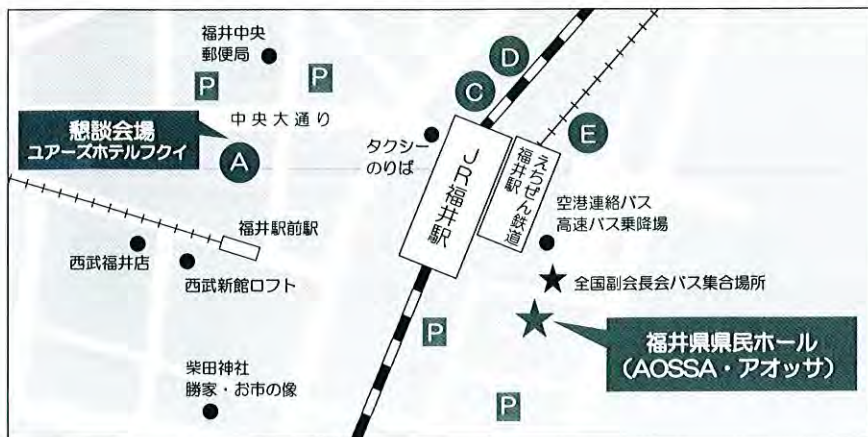 福井中央
郵便局
P
P
D
C
中央大通り
懇談会場
ユアーズホテルフクイ
A
タクシー
のりば
E
JR福井駅
えちぜん鉄道
福井駅
空港連絡バス
高速バス乗降場
福井駅前駅
西武福井店
西武新館ロフト
全国副会長会バス集合場所
P
福井県県民ホール
(AOSSA・アオッサ)
柴田神社
勝家・お市の像
P